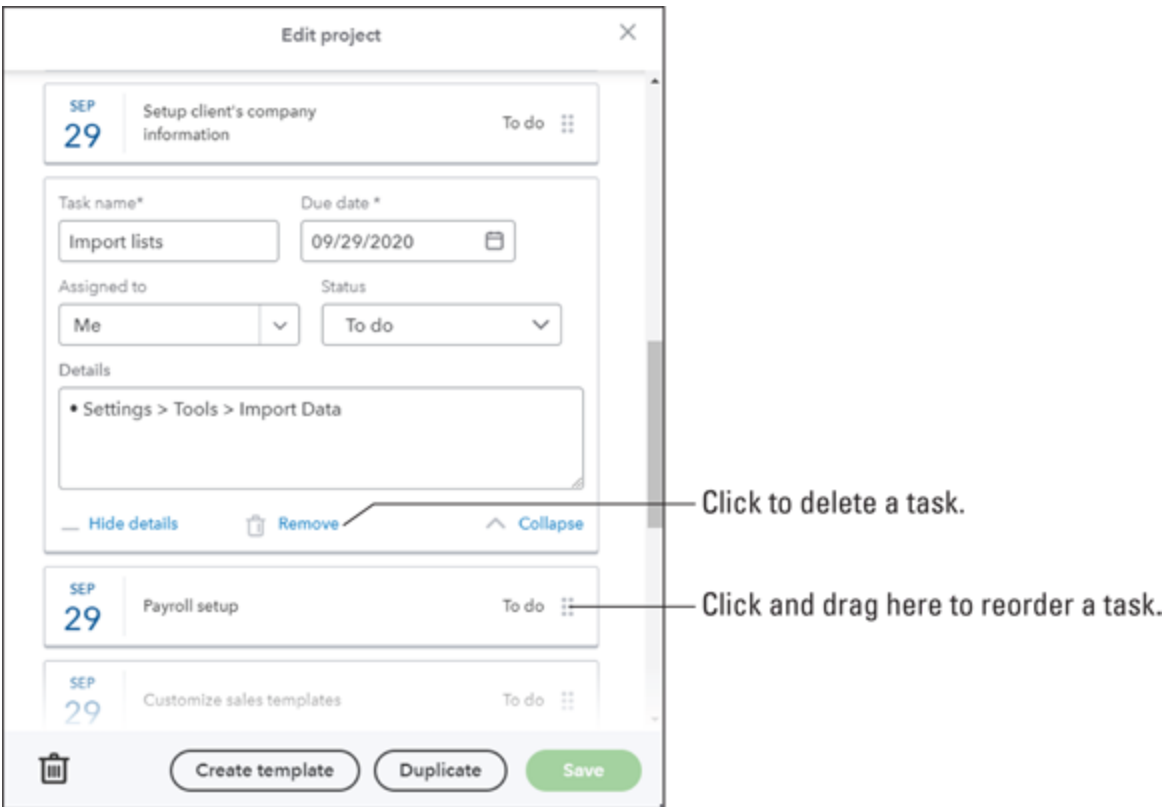 Edit project
SEP
29
Setup client's company
information
To do
Task name*
Due date *
Import lists
09/29/2020
Assigned to
Status
Me
To do
Details
• Settings > Tools > Import Data
Hide details
Remove
Collapse
Click to delete a task.
SEP
29
Payroll setup
To do
Click and drag here to reorder a task.
SEP
29
Customize sales templates
To do
Create template
Duplicate
Save